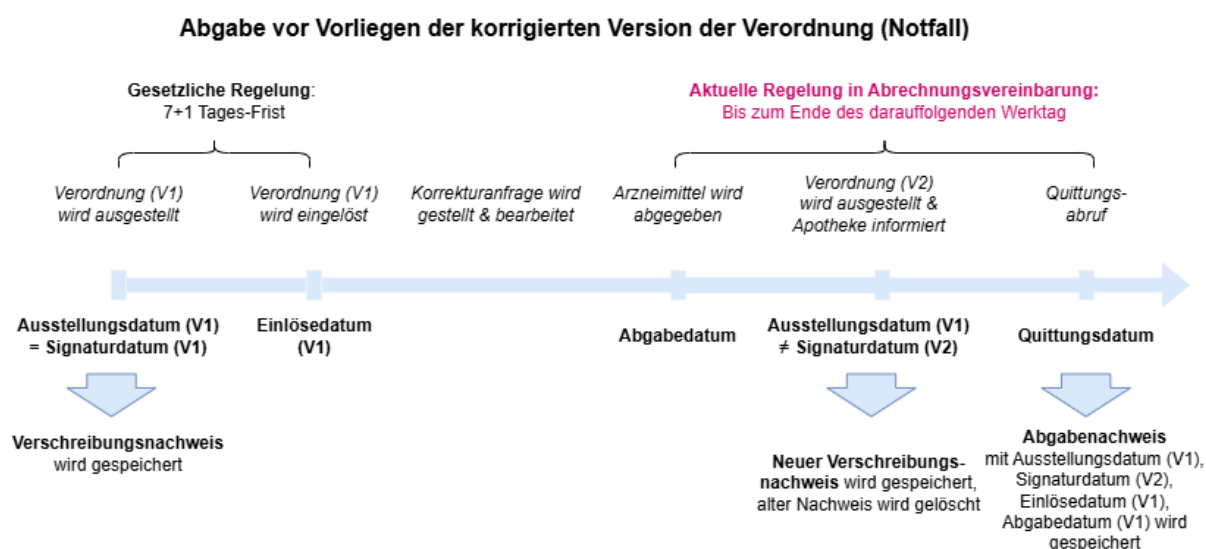 Abgabe vor Vorliegen der korrigierten Version der Verordnung (Notfall)
Gesetzliche Regelung:
7+1 Tages-Frist
Aktuelle Regelung in Abrechnungsvereinbarung:
Bis zum Ende des darauffolgenden Werktag
Verordnung (V1)
wird ausgestellt
Verordnung (V1)
wird eingelöst
Korrekturanfrage wird
gestellt & bearbeitet
Arzneimittel wird
abgegeben
Verordnung (V2)
wird ausgestellt &
Apotheke informiert
Quittungs-
abruf
Ausstellungsdatum (V1)
= Signaturdatum (V1)
Einlösedatum
(V1)
Abgabedatum
Ausstellungsdatum (V1)
≠ Signaturdatum (V2)
Quittungsdatum
Verschreibungsnachweis
wird gespeichert
Neuer Verschreibungs-
nachweis wird gespeichert,
alter Nachweis wird gelöscht
Abgabenachweis
mit Ausstellungsdatum (V1),
Signaturdatum (V2),
Einlösedatum (V1),
Abgabedatum (V1) wird
gespeichert